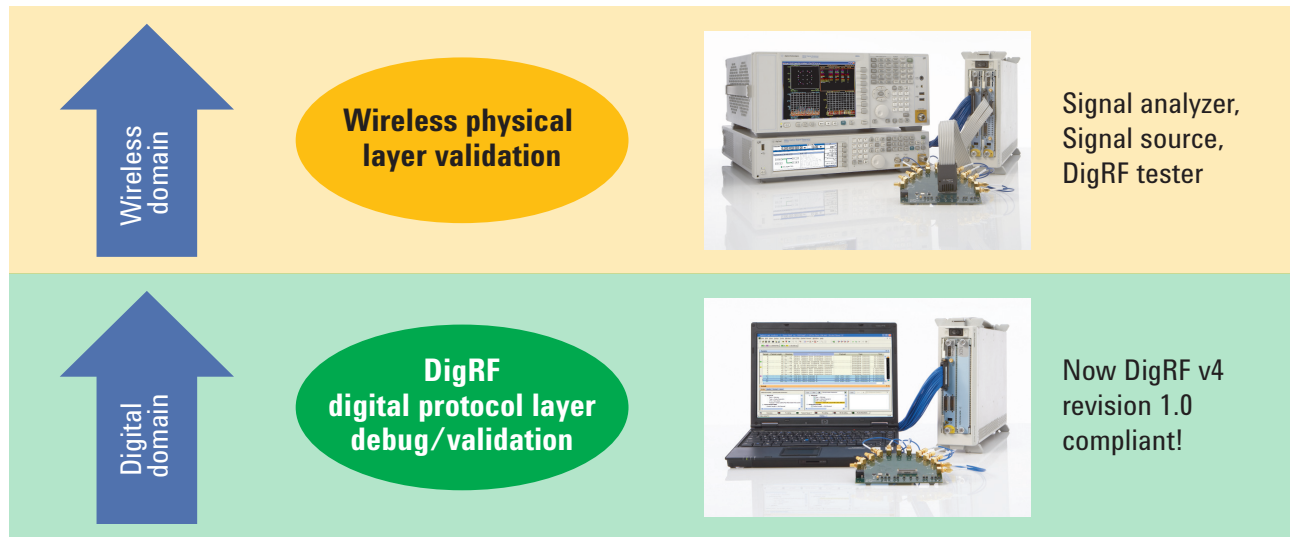 Wireless
domain
Wireless physical
layer validation
Signal analyzer,
Signal source,
DigRF tester
Digital
domain
DigRF
digital protocol layer
debug/validation
Now DigRF v4
revision 1.0
compliant!